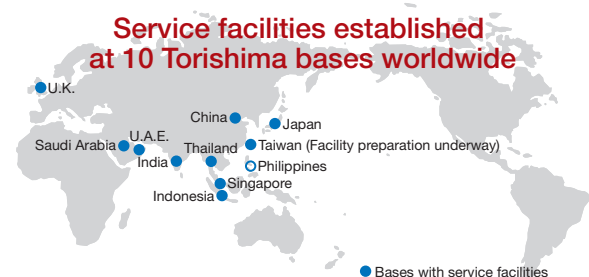 Service facilities established
at 10 Torishima bases worldwide
U.K.
China
Japan
U.A.E.
Saudi Arabia
Thailand
Taiwan (Facility preparation underway)
India
Philippines
Singapore
Indonesia
Bases with service facilities